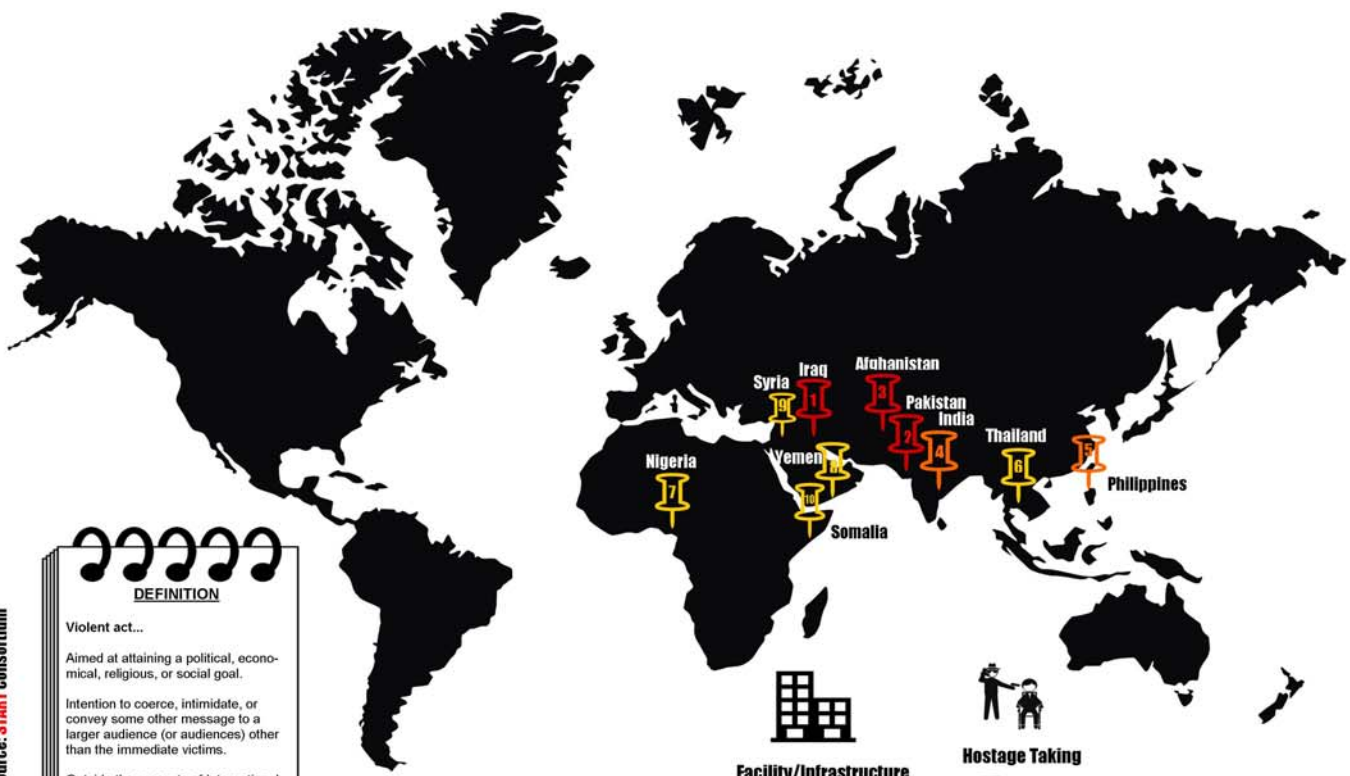 Iraq
Afghanistan
Syria
9
1
3
Pakistan
2
India
4
Thailand
6
5
Philippines
Nigeria
7
Yemen
10
Somalia
DEFINITION
Violent act...
Aimed at attaining a political, econo-
mical, religious, or social goal.
Intention to coerce, intimidate, or
convey some other message to a
larger audience (or audiences) other
than the immediate victims.
START Consortium
Hostage Taking
Facility/Infrastructure